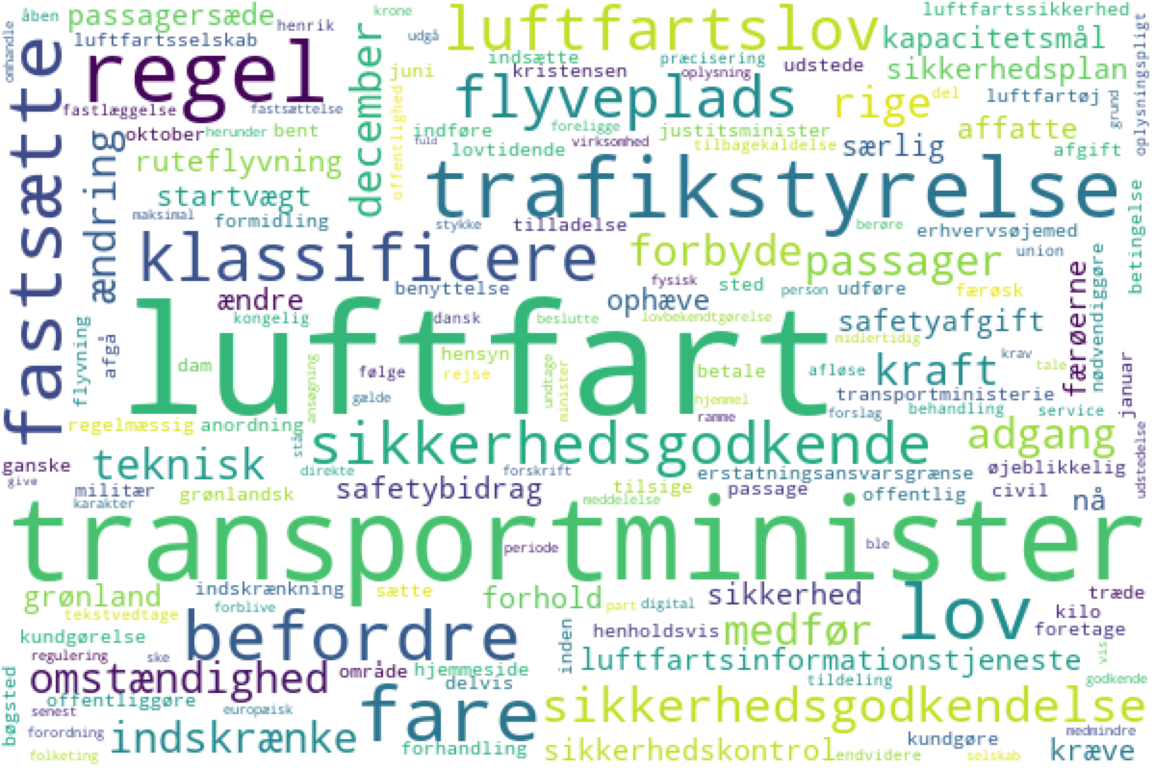 åben passagersæde henrik krone luftfartslov luftfartssikkerhed
omhandle luftfartsselskab udgå indsætte præcisering kapacitetsmål
fastsætte regel december juni kristensen oplysning udstede sikkerhedsplan oplysningspligt
fastlæggelse fastsættelse offentlighed flyveplads rige del luftfartøj grund
oktober herunder bent indføre foreligge virksomhed justitsminister særlig affatte
ændring ruteflyvning fuld lovtidende tilbagekaldelse afgift
startvægt trafikstyrelse
maksimal formidling stykke tilladelse berøre erhvervsøjemed betingelse
klassificere forbyde passager union
ændre benyttelse ophæve fysisk sted person udføre færøsk færøerne nødvendiggøre
kongelig dansk beslutte lovbekendtgørelse safetyafgift
flyvning afgå luftfart midlertidig krav
dam ansøgning følge hensyn rejse undtage minister betale afløse kraft tale januar
gælde hjemmel transportministerie
regelmæssig anordning ramme forslag behandling service udstedelse
stå sikkerhedsgodkende adgang
ganske teknisk direkte forskrift erstatningsansvarsgrænse øjeblikkelig
give militær grønlandsk safetybidrag tilsige passage offentlig civil nå
karakter meddelelse
transportminister
periode ble
grønland indskrænkning sætte forhold part digital sikkerhed lov træde
tekstvedtage forblive kilo
kundgørelse befordre inden henholdsvis medfør foretage
regulering ske vis
bøgsted omstændighed område hjemmeside luftfartsinformationstjeneste
offentliggøre delvis tildeling godkende
senest europæisk fare sikkerhedsgodkendelse
forordning indskrænke kundgøre medmindre
folketing forhandling sikkerhedskontrol endvidere selskab kræve